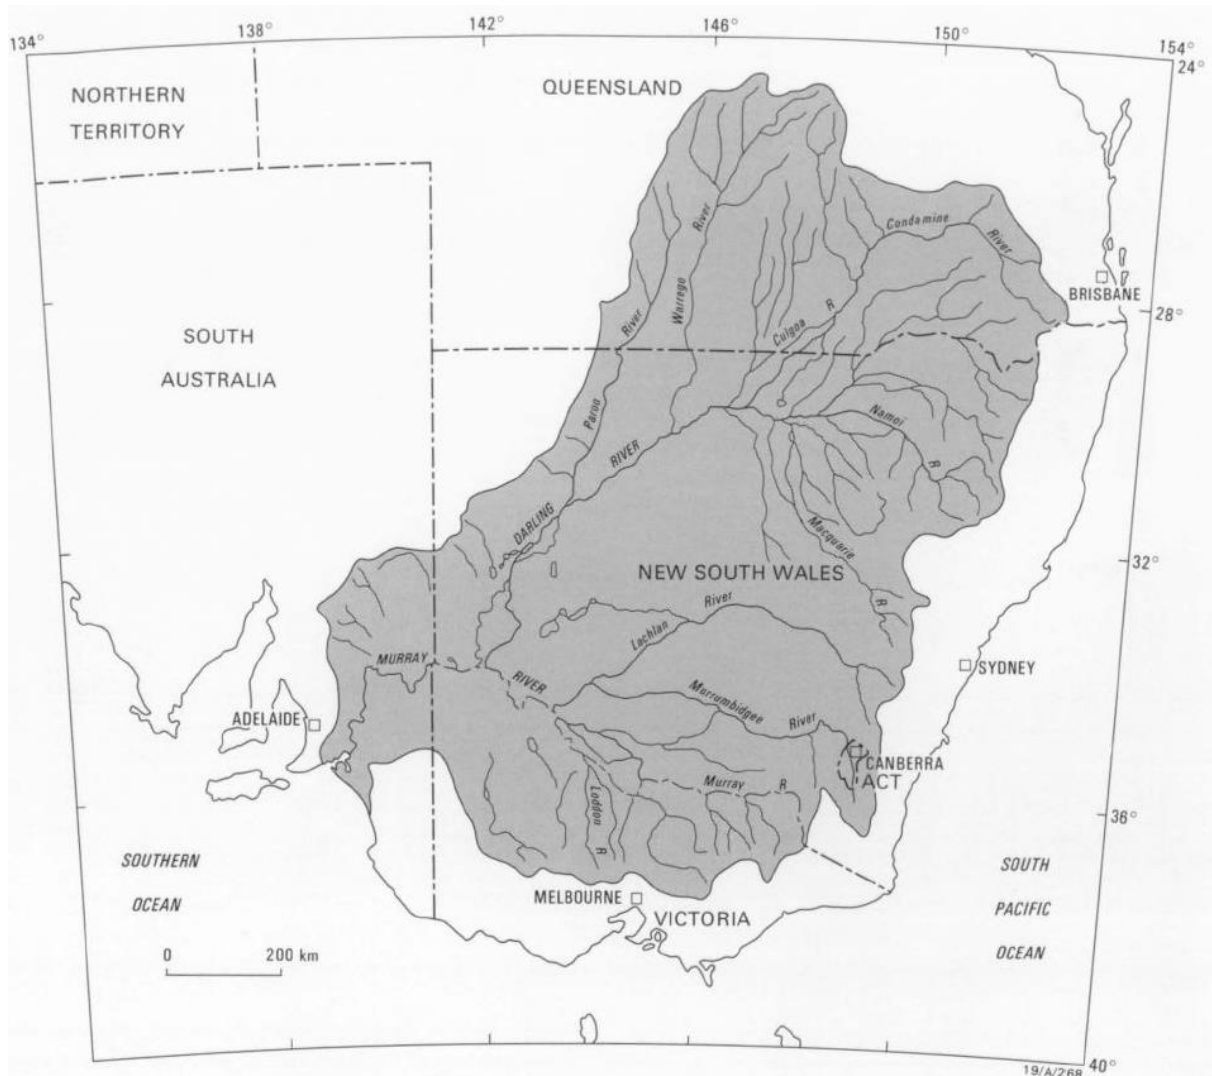 134°
138°
142°
146°
150°
154°
24°
NORTHERN
TERRITORY
QUEENSLAND
River
Condamine
River
Warrego
River
Culgoa R
BRISBANE
28°
SOUTH
AUSTRALIA
Paroo
RIVER
Namoi
R
DARLING
Macquarie
R
32°
NEW SOUTH WALES
River
Lachlan
MURRAY
RIVER
SYDNEY
Murrumbidgee
River
ADELAIDE
CANBERRA
ACT
Murray R
Loddon
R
36°
SOUTHERN
OCEAN
SOUTH
PACIFIC
OCEAN
MELBOURNE
VICTORIA
0 200 km
40°
19/A/268